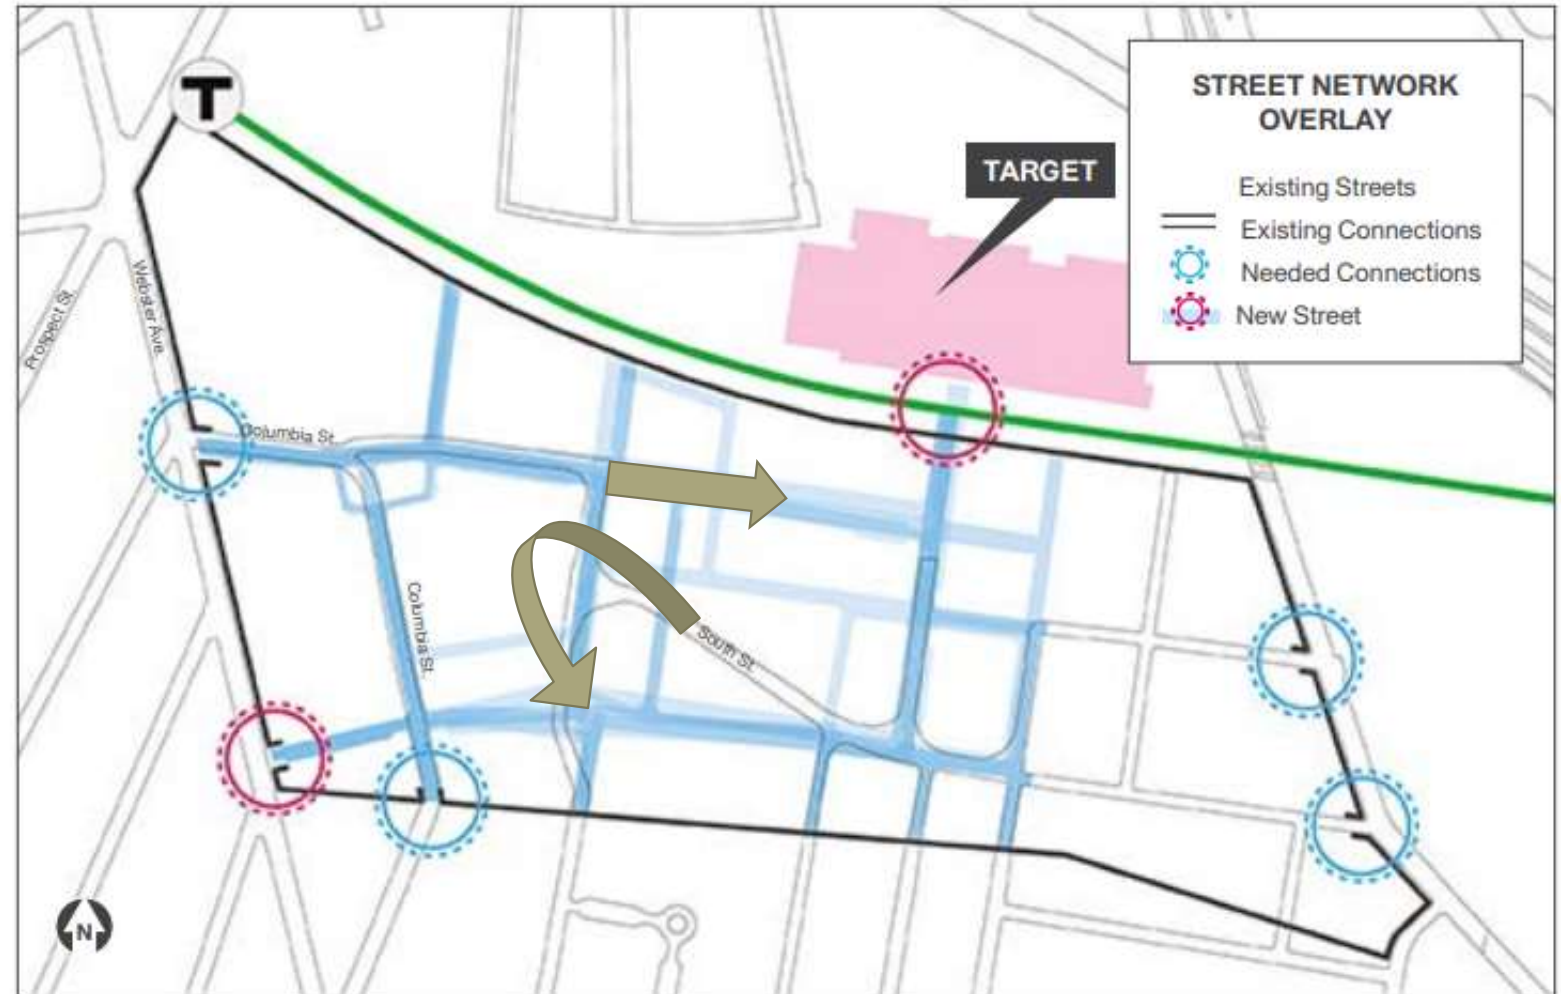 T
STREET NETWORK
OVERLAY
Existing Streets
Existing Connections
Needed Connections
New Street
TARGET
Webster Ave.
Prospect St.
Columbia St.
Columbia St.
South St.
N